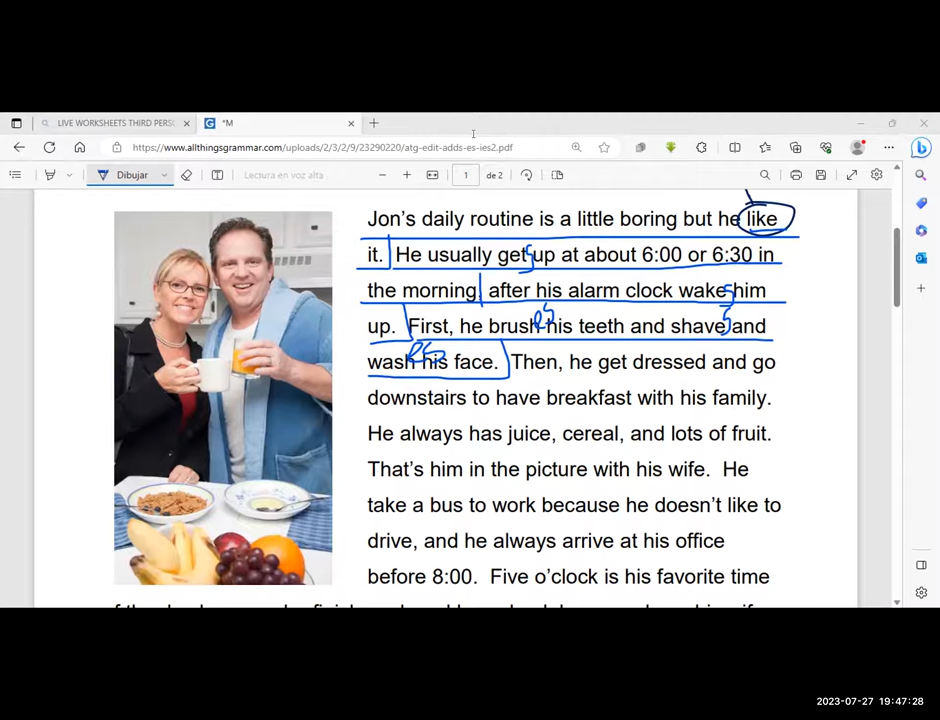 LIVE WORKSHEETS THIRD PERS
*M
https://www.allthingsgrammar.com/uploads/2/3/2/9/23290220/atg-edit-adds-es-ies2.pdf
Dibujar
Lectura en voz alta
1 de 2
Jon's daily routine is a little boring but he like
it. He usually get s up at about 6:00 or 6:30 in
the morning after his alarm clock wake s him
up. First, he brush es his teeth and shave s and
wash es his face. Then, he get dressed and go
downstairs to have breakfast with his family.
He always has juice, cereal, and lots of fruit.
That's him in the picture with his wife. He
take a bus to work because he doesn't like to
drive, and he always arrive at his office
before 8:00. Five o'clock is his favorite time
2023-07-27 19:47:28